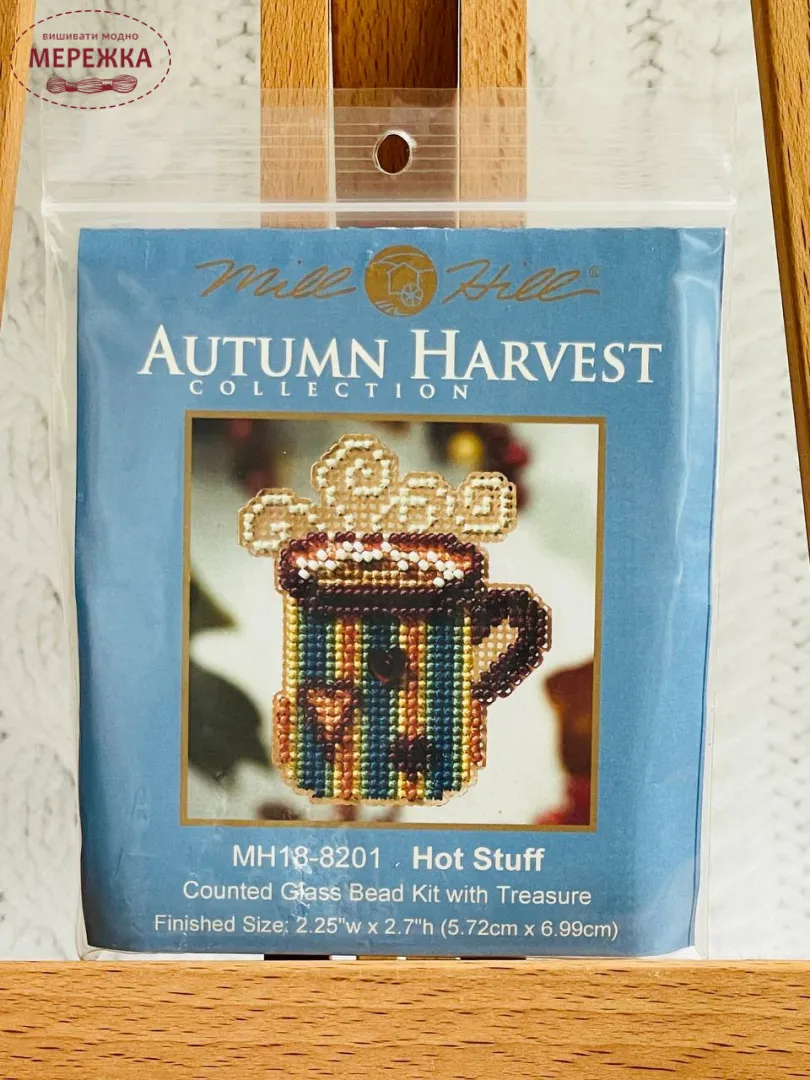 вишивати модно
МЕРЕЖКА
Mill Hill®
AUTUMN HARVEST
COLLECTION
MH18-8201 Hot Stuff
Counted Glass Bead Kit with Treasure
Finished Size: 2.25"w x 2.7"h (5.72cm x 6.99cm)